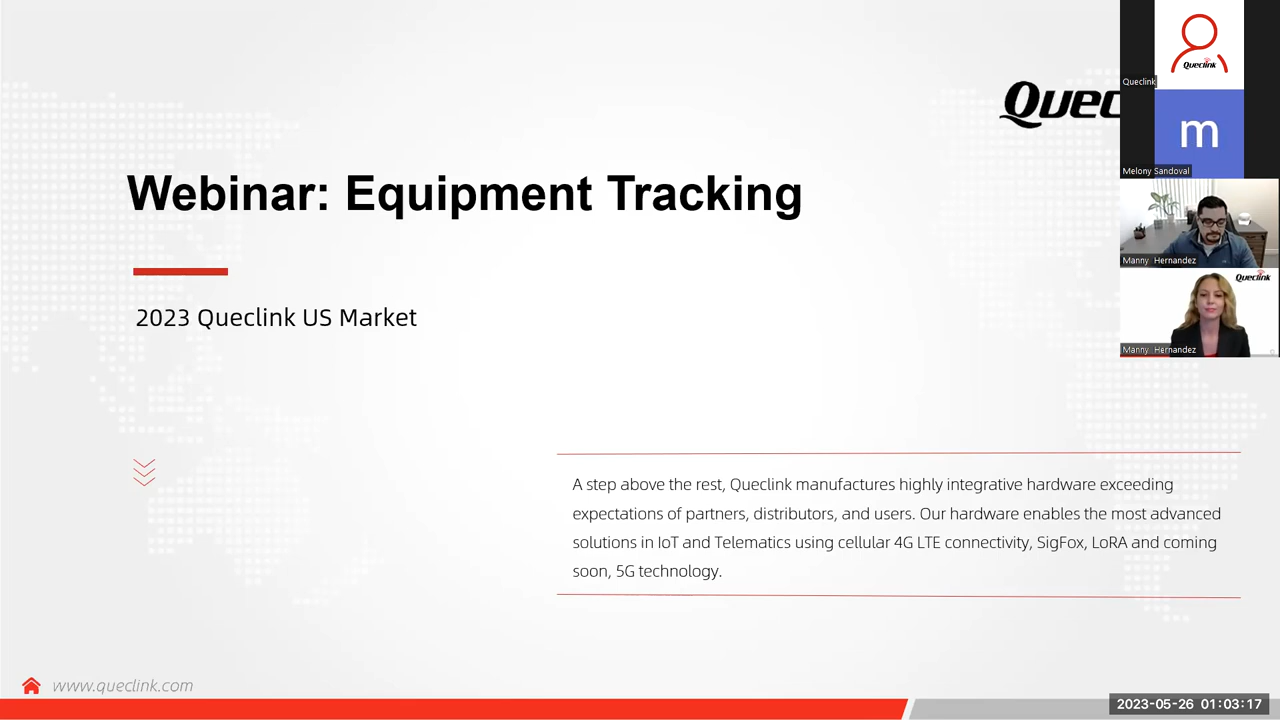 Quec
Webinar: Equipment Tracking
2023 Queclink US Market
A step above the rest, Queclink manufactures highly integrative hardware exceeding
expectations of partners, distributors, and users. Our hardware enables the most advanced
solutions in IoT and Telematics using cellular 4G LTE connectivity, SigFox, LoRA and coming
soon, 5G technology.
www.queclink.com
Queclink
Queclink
m
Melony Sandoval
Manny Hernandez
Queclink
Manny Hernandez
2023-05-26 01:03:17